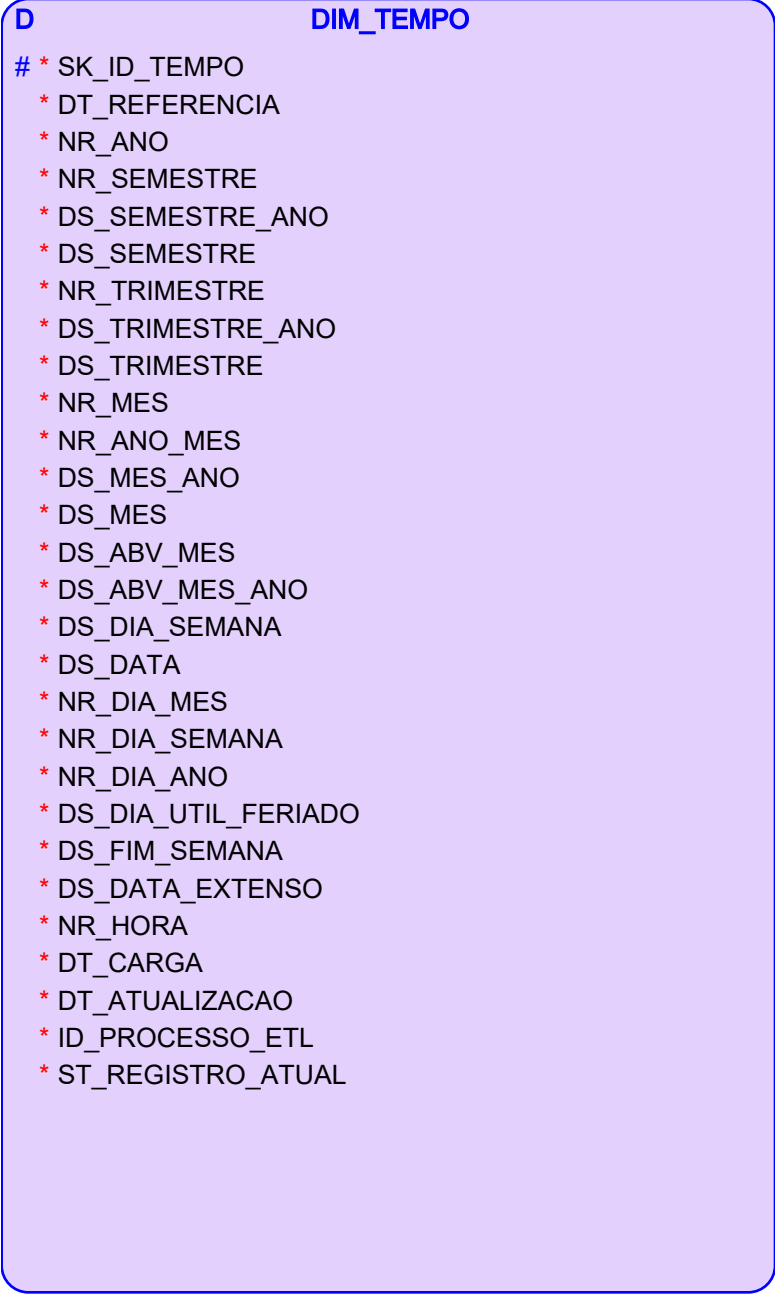 D DIM_TEMPO
# * SK_ID_TEMPO
* DT_REFERENCIA
* NR_ANO
* NR_SEMESTRE
* DS_SEMESTRE_ANO
* DS_SEMESTRE
* NR_TRIMESTRE
* DS_TRIMESTRE_ANO
* DS_TRIMESTRE
* NR_MES
* NR_ANO_MES
* DS_MES_ANO
* DS_MES
* DS_ABV_MES
* DS_ABV_MES_ANO
* DS_DIA_SEMANA
* DS_DATA
* NR_DIA_MES
* NR_DIA_SEMANA
* NR_DIA_ANO
* DS_DIA_UTIL_FERIADO
* DS_FIM_SEMANA
* DS_DATA_EXTENSO
* NR_HORA
* DT_CARGA
* DT_ATUALIZACAO
* ID_PROCESSO_ETL
* ST_REGISTRO_ATUAL